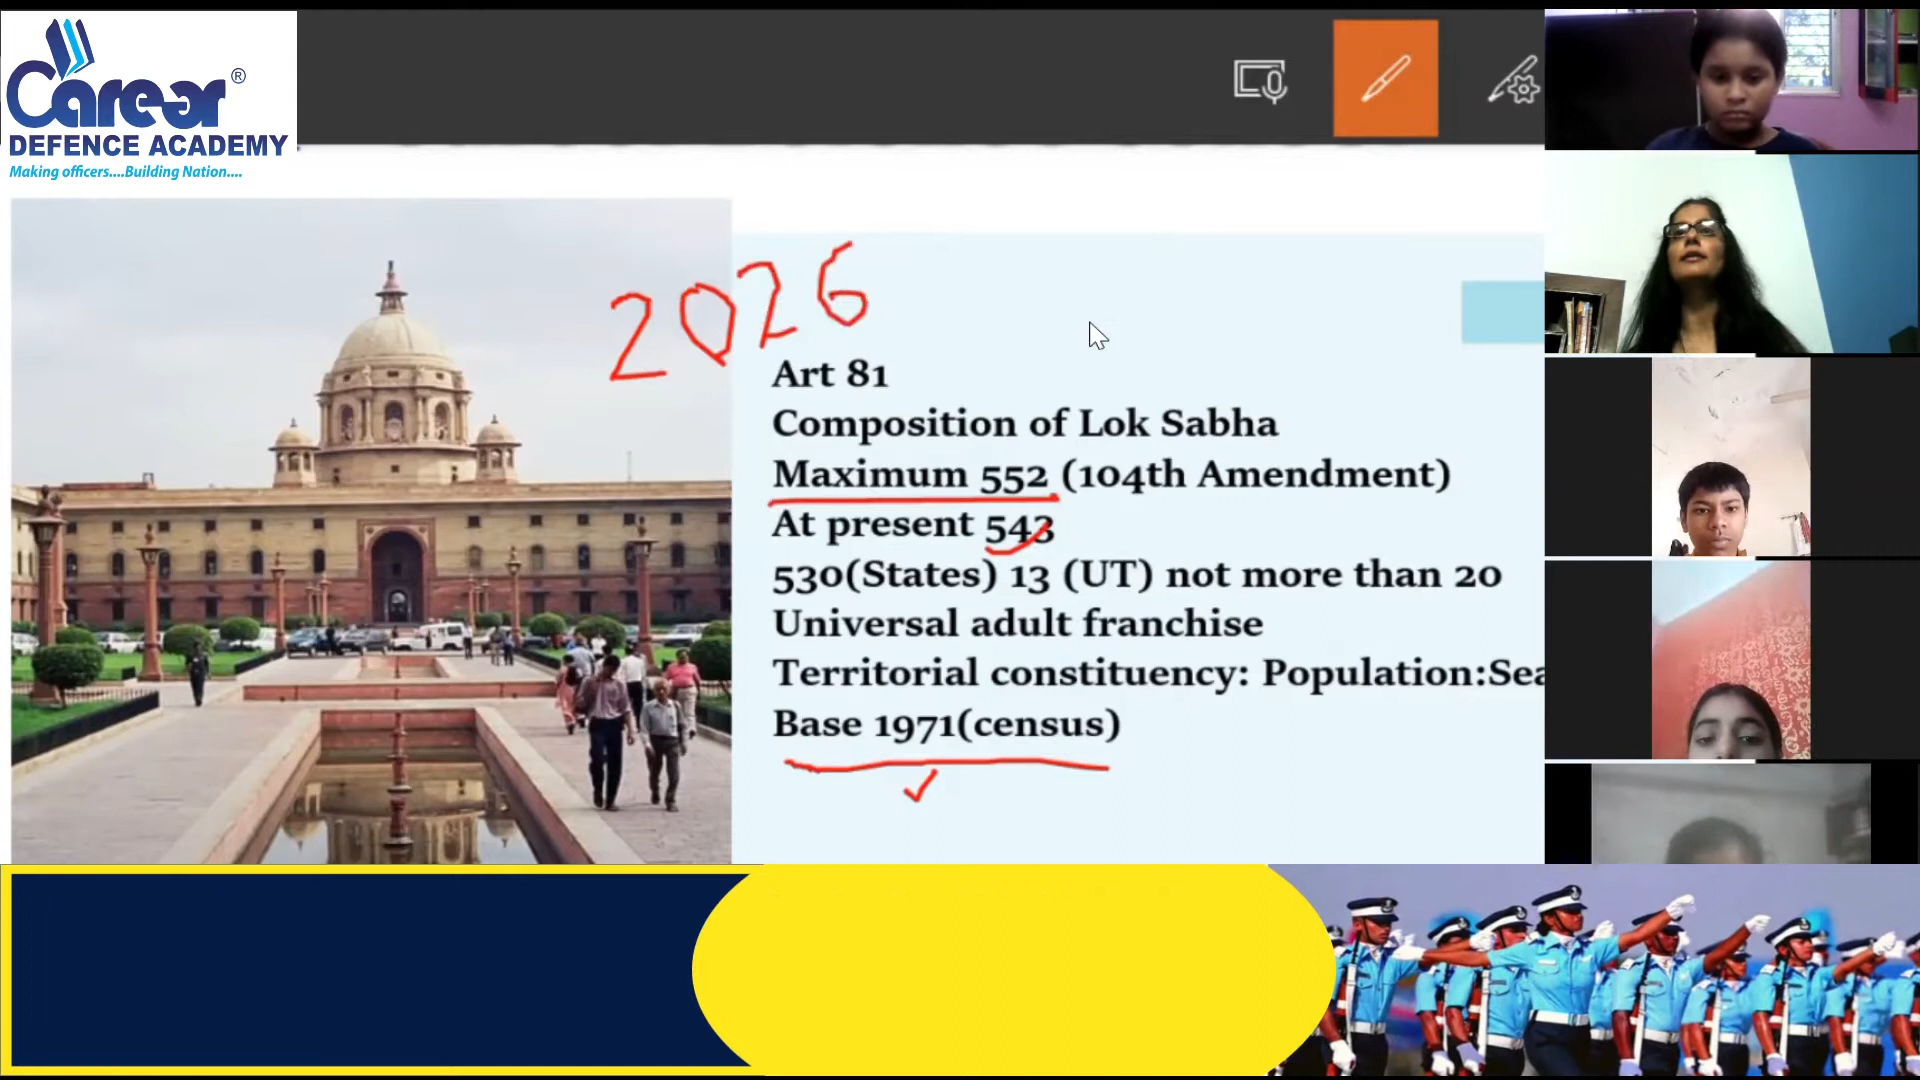 Carear®
DEFENCE ACADEMY
Making officers....Building Nation....
2026
Art 81
Composition of Lok Sabha
Maximum 552 (104th Amendment)
At present 543
530(States) 13 (UT) not more than 20
Universal adult franchise
Territorial constituency: Population:Sea
Base 1971(census)